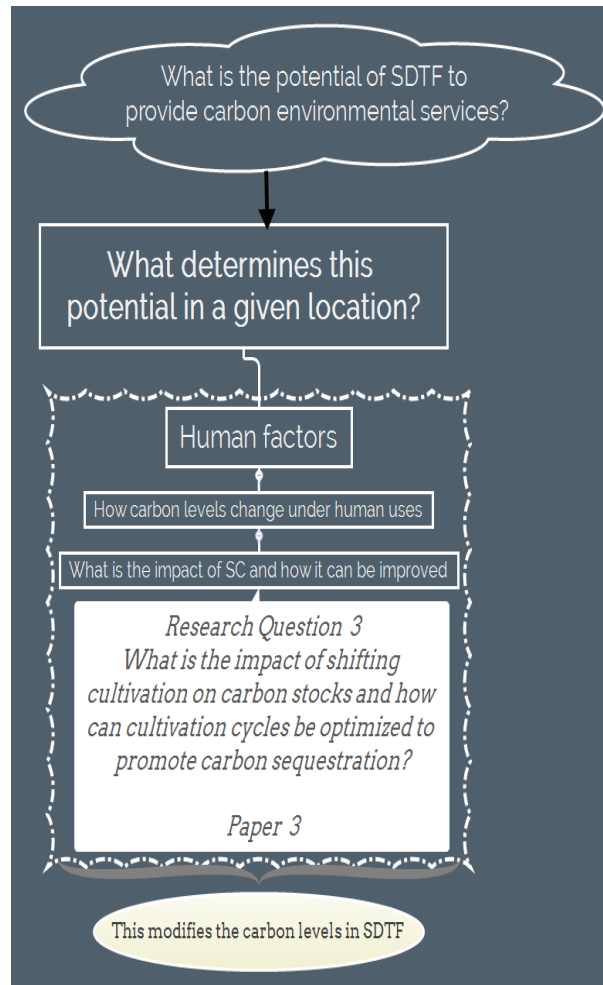 What is the potential of SDTF to
provide carbon environmental services?
What determines this
potential in a given location?
Human factors
How carbon levels change under human uses
What is the impact of SC and how it can be improved
Research Question 3
What is the impact of shifting
cultivation on carbon stocks and how
can cultivation cycles be optimized to
promote carbon sequestration?
Paper 3
This modifies the carbon levels in SDTF